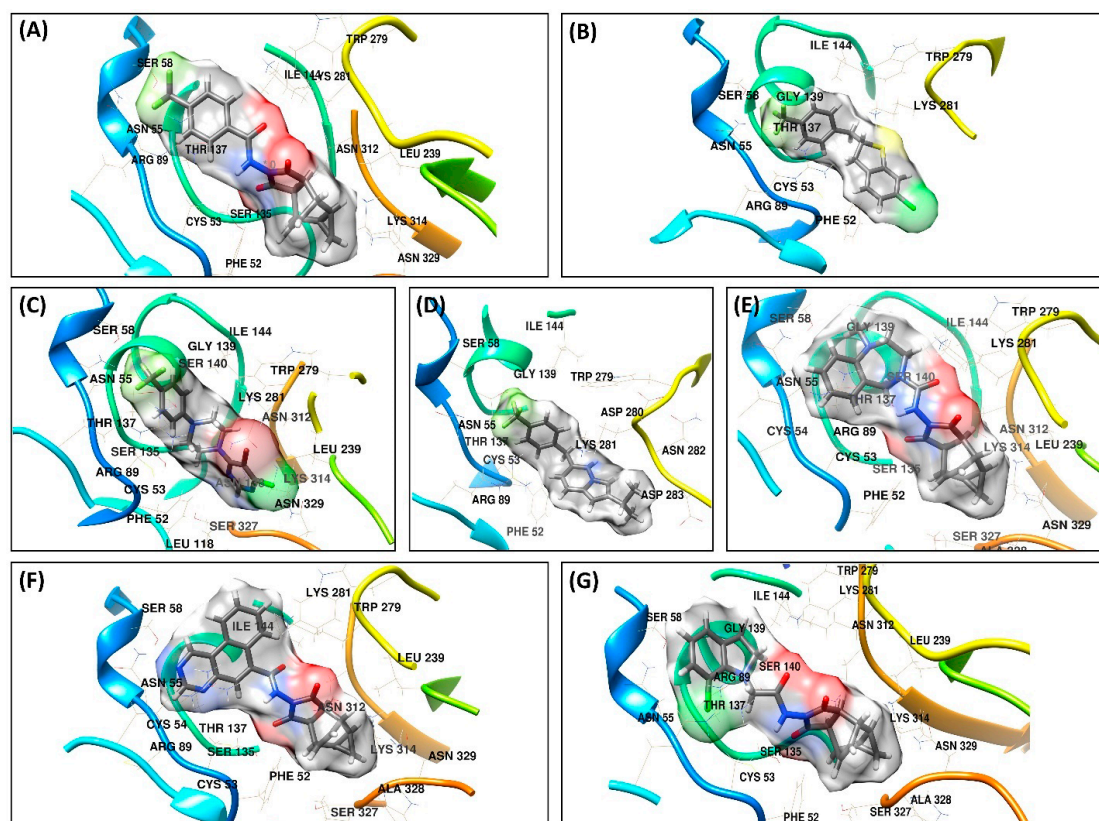 (A)
TRP 279
SER 58
ILE 144
LYS 281
ASN 55
THR 137
ASN 312
ARG 89
LEU 239
CYS 53
SER 135
LYS 314
PHE 52
ASN 329
(B)
ILE 144
TRP 279
SER 58
GLY 139
LYS 281
THR 137
ASN 55
CYS 53
ARG 89
PHE 52
(C)
SER 58
ILE 144
GLY 139
SER 140
TRP 279
ASN 55
LYS 281
ASN 312
THR 137
SER 135
LEU 239
ARG 89
LYS 314
CYS 53
ASN 329
PHE 52
SER 327
LEU 118
(D)
ILE 144
SER 58
GLY 139
TRP 279
ASP 280
ASN 55
THR 137
LYS 281
ASN 282
CYS 53
ASP 283
ARG 89
PHE 52
(E)
TRP 279
SER 58
GLY 139
ILE 144
LYS 281
SER 140
ASN 55
THR 137
ASN 312
CYS 54
ARG 89
LEU 239
LYS 314
CYS 53
SER 135
PHE 52
ASN 329
SER 327
ALA 328
(F)
LYS 281
TRP 279
SER 58
ILE 144
LEU 239
ASN 55
ASN 312
CYS 54
THR 137
ARG 89
SER 135
LYS 314
ASN 329
PHE 52
CYS 53
ALA 328
SER 327
(G)
TRP 279
ILE 144
LYS 281
SER 58
GLY 139
ASN 312
LEU 239
SER 140
ARG 89
THR 137
ASN 55
LYS 314
SER 135
ASN 329
CYS 53
ALA 328
PHE 52
SER 327